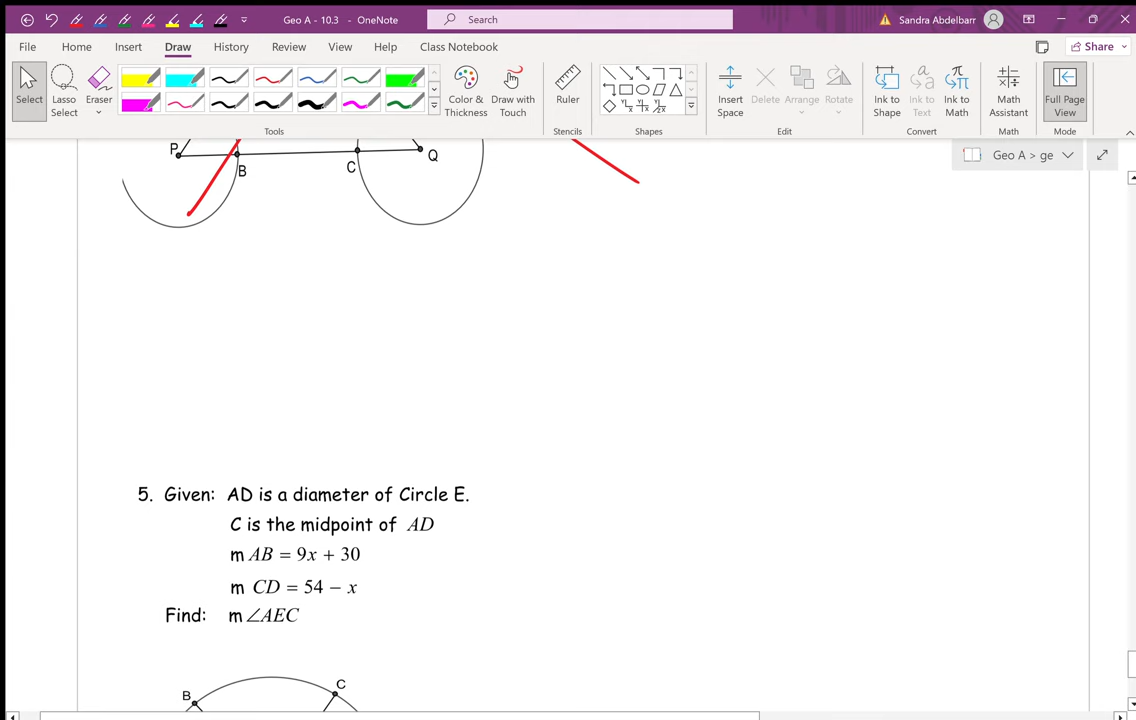 Geo A - 10.3 - OneNote
Search
Sandra Abdelbarr
File Home Insert Draw History Review View Help Class Notebook
Share
Select
Lasso Select
Eraser
Color & Thickness
Draw with Touch
Ruler
Insert Space
Delete
Arrange
Rotate
Ink to Shape
Ink to Text
Ink to Math
Math Assistant
Full Page View
Tools
Stencils
Shapes
Edit
Convert
Math
Mode
Geo A > ge
P
B
C
Q
5. Given: AD is a diameter of Circle E.
C is the midpoint of AD
m AB = 9x + 30
m CD = 54 − x
Find: m ∠AEC
B
C